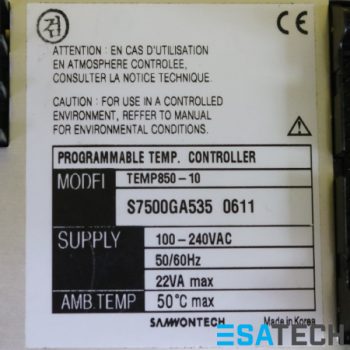 검
CE
ATTENTION : EN CAS D'UTILISATION
EN ATMOSPHERE CONTROLEE,
CONSULTER LA NOTICE TECHNIQUE.
CAUTION : FOR USE IN A CONTROLLED
ENVIRONMENT, REFFER TO MANUAL
FOR ENVIRONMENTAL CONDITIONS.
PROGRAMMABLE TEMP. CONTROLLER
MODEL TEMP850-10
S7500GA535 0611
SUPPLY 100-240VAC
50/60Hz
22VA max
AMB.TEMP 50°C max
SAMWONTECH Made in Korea
ESATECH